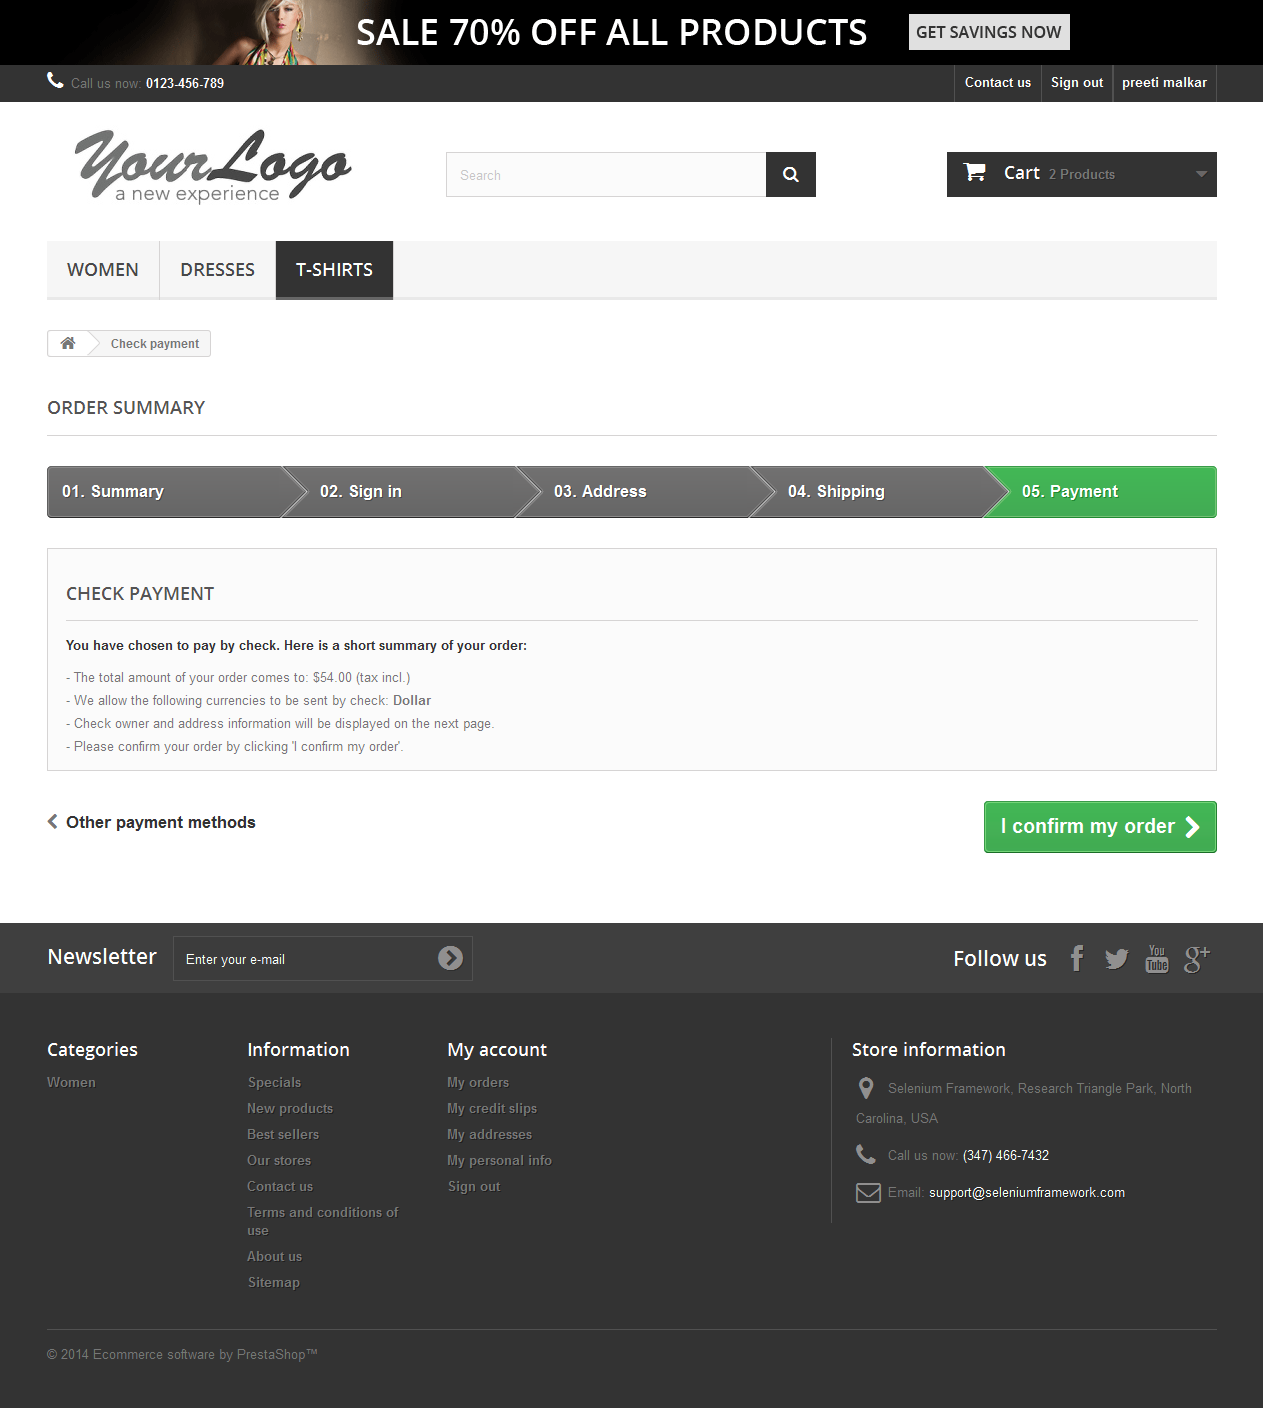 SALE 70% OFF ALL PRODUCTS
GET SAVINGS NOW
Call us now: 0123-456-789
Contact us
Sign out
preeti malkar
YourLogo
a new experience
Search
Cart 2 Products
WOMEN
DRESSES
T-SHIRTS
Check payment
ORDER SUMMARY
01. Summary
02. Sign in
03. Address
04. Shipping
05. Payment
CHECK PAYMENT
You have chosen to pay by check. Here is a short summary of your order:
- The total amount of your order comes to: $54.00 (tax incl.)
- We allow the following currencies to be sent by check: Dollar
- Check owner and address information will be displayed on the next page.
- Please confirm your order by clicking 'I confirm my order'.
Other payment methods
I confirm my order
Newsletter
Enter your e-mail
Follow us
You
Tube
Categories
Women
Information
Specials
New products
Best sellers
Our stores
Contact us
Terms and conditions of
use
About us
Sitemap
My account
My orders
My credit slips
My addresses
My personal info
Sign out
Store information
Selenium Framework, Research Triangle Park, North
Carolina, USA
Call us now: (347) 466-7432
Email: support@seleniumframework.com
© 2014 Ecommerce software by PrestaShop™